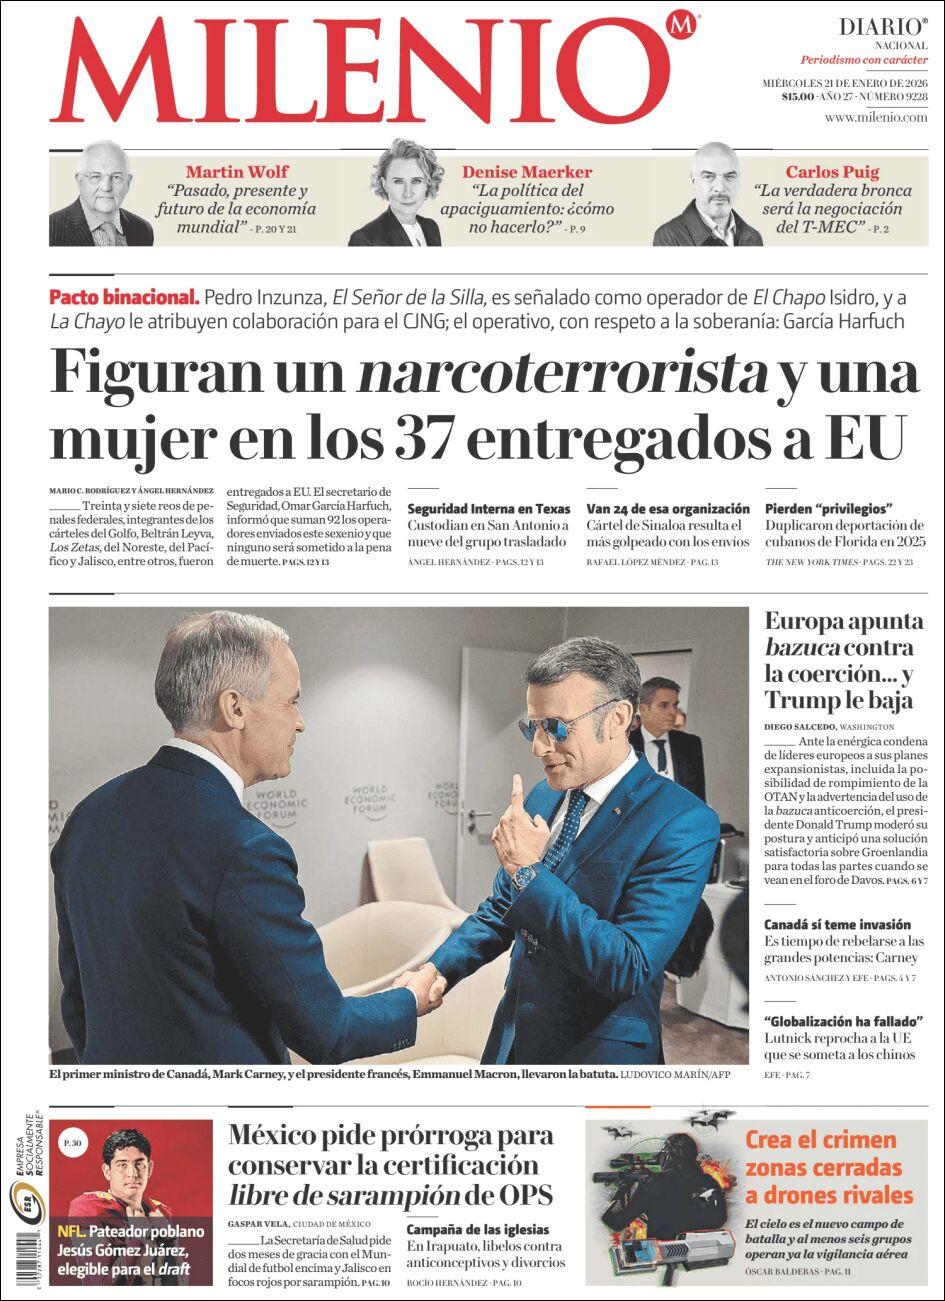 MILENIO
M
DIARIO®
NACIONAL
Periodismo con carácter
MIÉRCOLES 21 DE ENERO DE 2026
$15.00 -AÑO 27 - NÚMERO 9228
www.milenio.com
Martin Wolf
“Pasado, presente y
futuro de la economía
mundial” - P. 20 Y 21
Denise Maerker
“La política del
apaciguamiento: ¿cómo
no hacerlo?” - P. 9
Carlos Puig
“La verdadera bronca
será la negociación
del T-MEC” - P. 2
Pacto binacional. Pedro Inzunza, El Señor de la Silla, es señalado como operador de El Chapo Isidro, y a
La Chayo le atribuyen colaboración para el CJNG; el operativo, con respeto a la soberanía: García Harfuch
Figuran un narcoterrorista y una
mujer en los 37 entregados a EU
MARIO C. RODRÍGUEZ Y ÁNGEL HERNÁNDEZ
Treinta y siete reos de pe-
nales federales, integrantes de los
cárteles del Golfo, Beltrán Leyva,
Los Zetas, del Noreste, del Pací-
fico y Jalisco, entre otros, fueron
entregados a EU. El secretario de
Seguridad, Omar García Harfuch,
informó que suman 92 los opera-
dores enviados este sexenio y que
ninguno será sometido a la pena
de muerte. PAGS. 12 Y 13
Seguridad Interna en Texas
Custodian en San Antonio a
nueve del grupo trasladado
ÁNGEL HERNÁNDEZ - PAGS. 12 Y 13
Van 24 de esa organización
Cártel de Sinaloa resulta el
más golpeado con los envíos
RAFAEL LÓPEZ MÉNDEZ - PAG. 13
Pierden “privilegios”
Duplicaron deportación de
cubanos de Florida en 2025
THE NEW YORK TIMES - PAGS. 22 Y 23
WORLD
ECONOMIC
FORUM
WORLD
ECONOMIC
FORUM
El primer ministro de Canadá, Mark Carney, y el presidente francés, Emmanuel Macron, llevaron la batuta. LUDOVICO MARÍN/AFP
Europa apunta
bazuca contra
la coerción... y
Trump le baja
DIEGO SALCEDO, WASHINGTON
Ante la enérgica condena
de líderes europeos a sus planes
expansionistas, incluida la po-
sibilidad de rompimiento de la
OTAN y la advertencia del uso de
la bazuca anticoerción, el presi-
dente Donald Trump moderó su
postura y anticipó una solución
satisfactoria sobre Groenlandia
para todas las partes cuando se
vean en el foro de Davos. PAGS. 6 Y 7
Canadá sí teme invasión
Es tiempo de rebelarse a las
grandes potencias: Carney
ANTONIO SÁNCHEZ Y EFE - PAGS. 4 Y 7
“Globalización ha fallado”
Lutnick reprocha a la UE
que se someta a los chinos
EFE - PAG. 7
EMPRESA
SOCIALMENTE
RESPONSABLE®
ESR
P. 30
NFL. Pateador poblano
Jesús Gómez Juárez,
elegible para el draft
México pide prórroga para
conservar la certificación
libre de sarampión de OPS
GASPAR VELA, CIUDAD DE MÉXICO
La Secretaría de Salud pide
dos meses de gracia con el Mun-
dial de futbol encima y Jalisco en
focos rojos por sarampión. PAG. 10
Campaña de las iglesias
En Irapuato, libelos contra
anticonceptivos y divorcios
ROCÍO HERNÁNDEZ - PAG. 10
Crea el crimen
zonas cerradas
a drones rivales
El cielo es el nuevo campo de
batalla y al menos seis grupos
operan ya la vigilancia aérea
ÓSCAR BALDERAS - PAG. 11